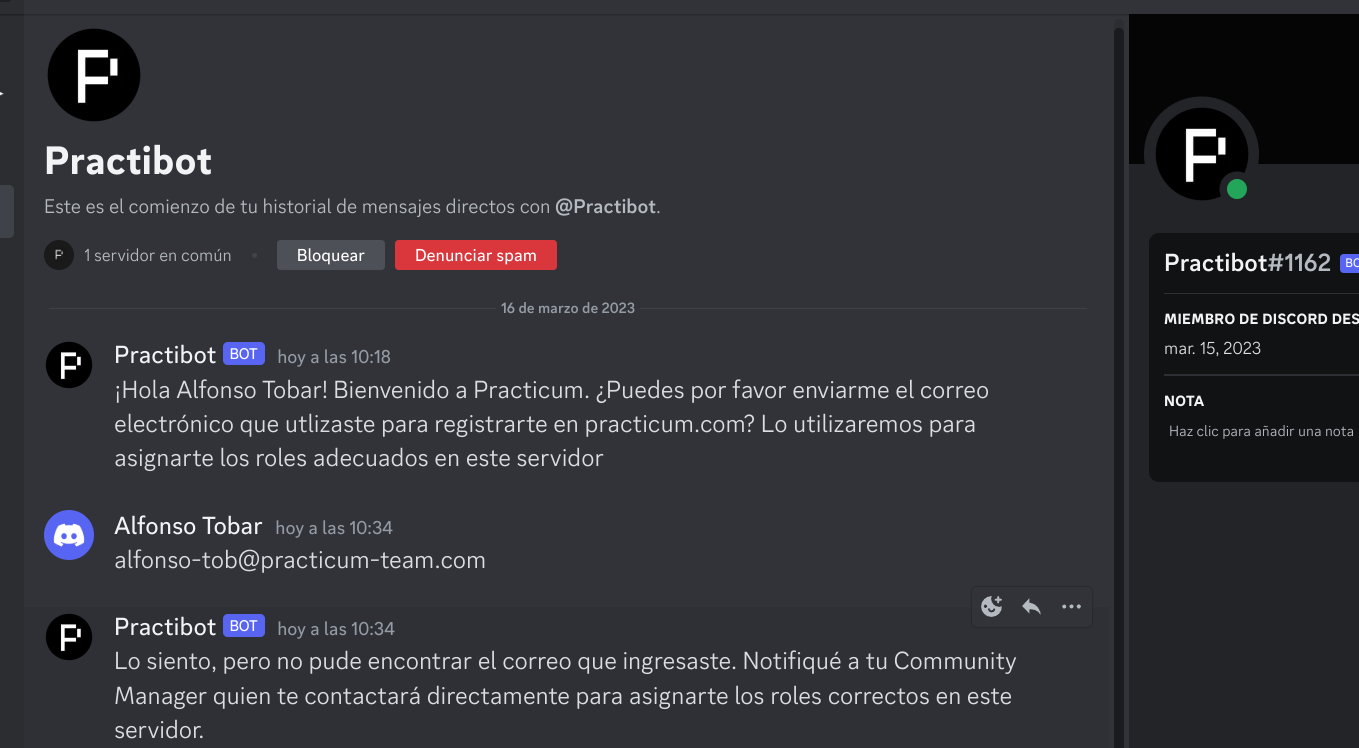 Practibot
Este es el comienzo de tu historial de mensajes directos con @Practibot.
1 servidor en común
Bloquear
Denunciar spam
16 de marzo de 2023
Practibot BOT hoy a las 10:18
¡Hola Alfonso Tobar! Bienvenido a Practicum. ¿Puedes por favor enviarme el correo
electrónico que utlizaste para registrarte en practicum.com? Lo utilizaremos para
asignarte los roles adecuados en este servidor
Alfonso Tobar hoy a las 10:34
alfonso-tob@practicum-team.com
Practibot BOT hoy a las 10:34
Lo siento, pero no pude encontrar el correo que ingresaste. Notifiqué a tu Community
Manager quien te contactará directamente para asignarte los roles correctos en este
servidor.
Practibot#1162 BO
MIEMBRO DE DISCORD DES
mar. 15, 2023
NOTA
Haz clic para añadir una nota